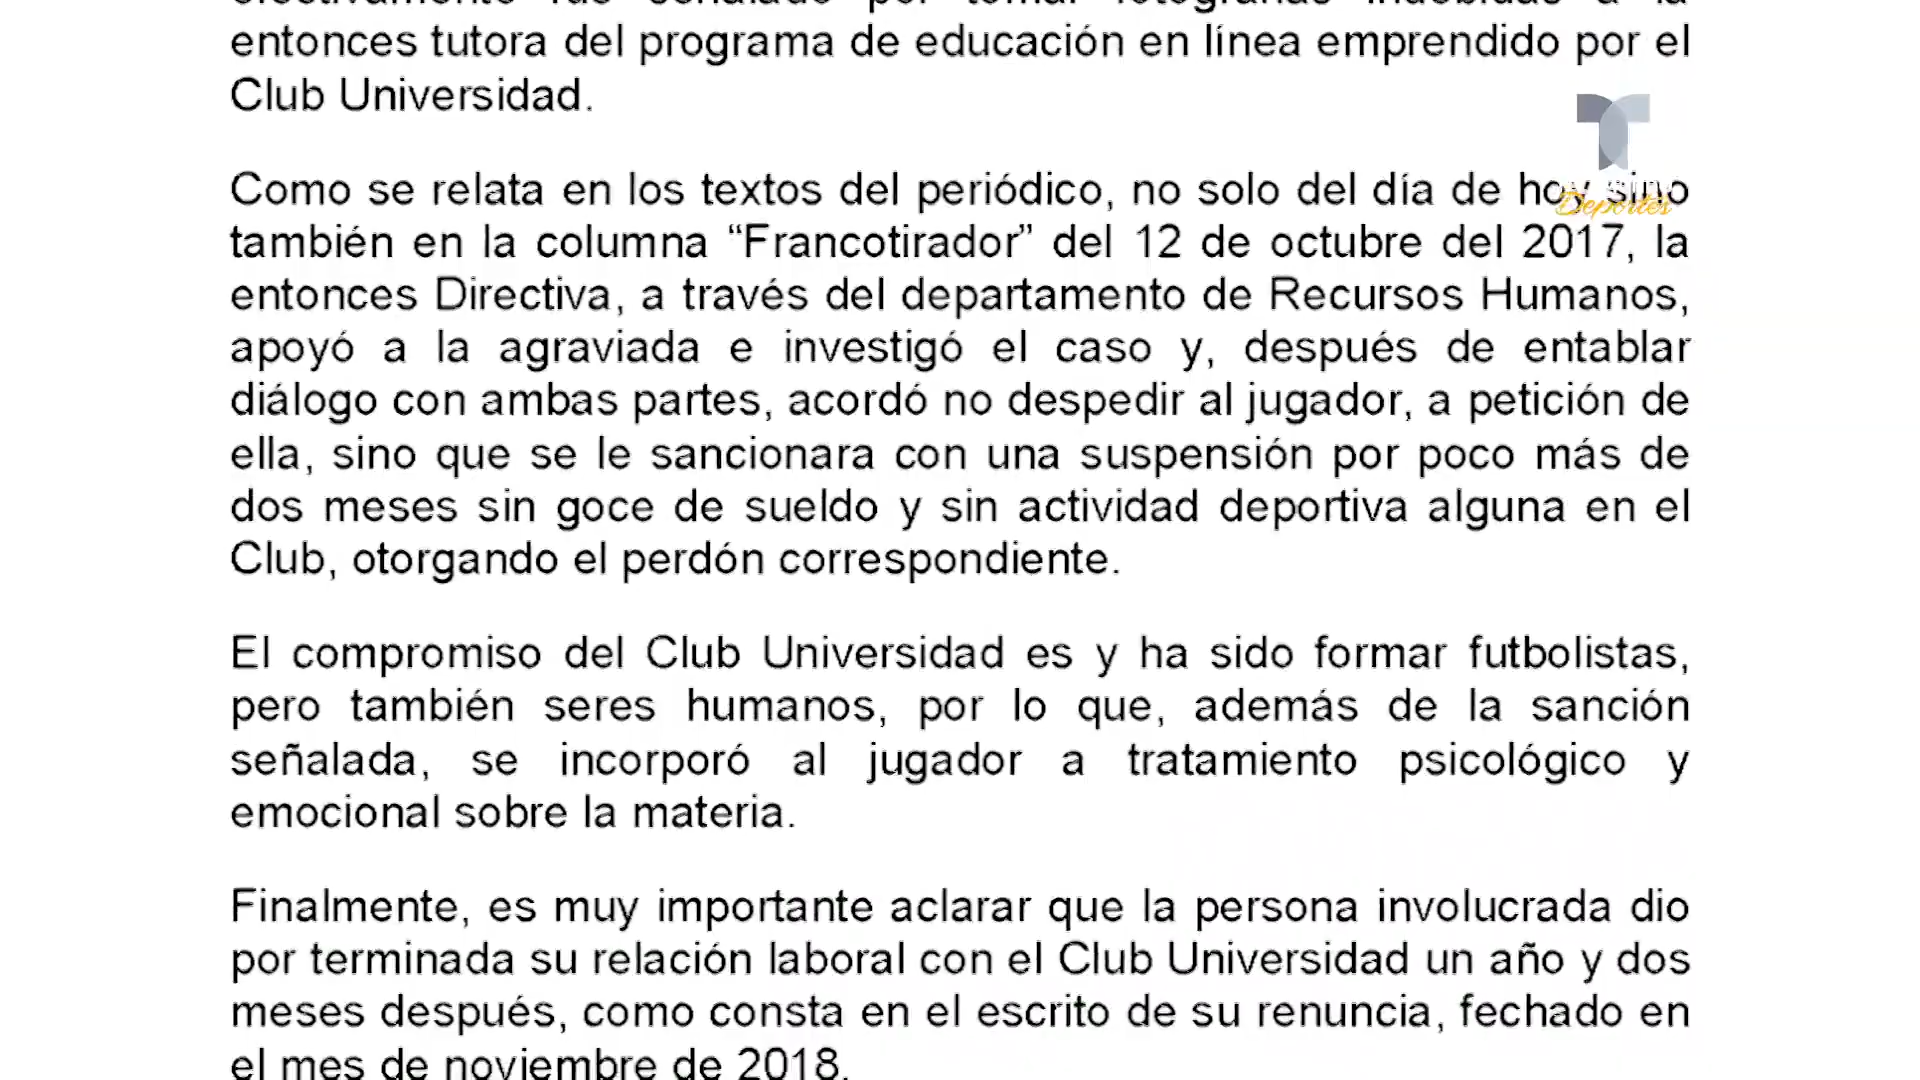 efectivamente fue señalado por tomar fotografías indebidas a la
entonces tutora del programa de educación en línea emprendido por el
Club Universidad.
Como se relata en los textos del periódico, no solo del día de hoy sino
también en la columna “Francotirador” del 12 de octubre del 2017, la
entonces Directiva, a través del departamento de Recursos Humanos,
apoyó a la agraviada e investigó el caso y, después de entablar
diálogo con ambas partes, acordó no despedir al jugador, a petición de
ella, sino que se le sancionara con una suspensión por poco más de
dos meses sin goce de sueldo y sin actividad deportiva alguna en el
Club, otorgando el perdón correspondiente.
El compromiso del Club Universidad es y ha sido formar futbolistas,
pero también seres humanos, por lo que, además de la sanción
señalada, se incorporó al jugador a tratamiento psicológico y
emocional sobre la materia.
Finalmente, es muy importante aclarar que la persona involucrada dio
por terminada su relación laboral con el Club Universidad un año y dos
meses después, como consta en el escrito de su renuncia, fechado en
el mes de noviembre de 2018.
Deportes